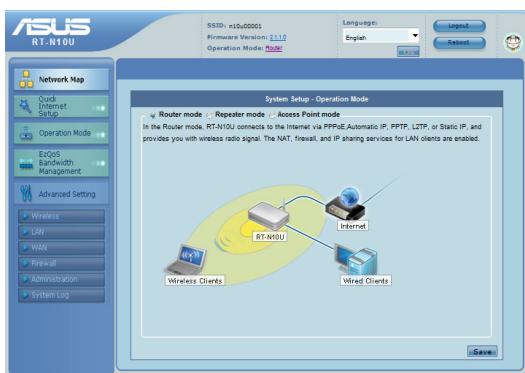 ASUS
RT-N10U
SSID: n10u00001
Firmware Version: 2.1.1.0
Operation Mode: Router
Language:
English
Logout
Reboot
Network Map
Quick
Internet
Setup
Operation Mode
EzQoS
Bandwidth
Management
Advanced Setting
Wireless
LAN
WAN
Firewall
Administration
System Log
System Setup - Operation Mode
Router mode Repeater mode Access Point mode
In the Router mode, RT-N10U connects to the Internet via PPPoE,Automatic IP, PPTP, L2TP, or Static IP, and
provides you with wireless radio signal. The NAT, firewall, and IP sharing services for LAN clients are enabled.
RT-N10U
Internet
Wireless Clients
Wired Clients
Save